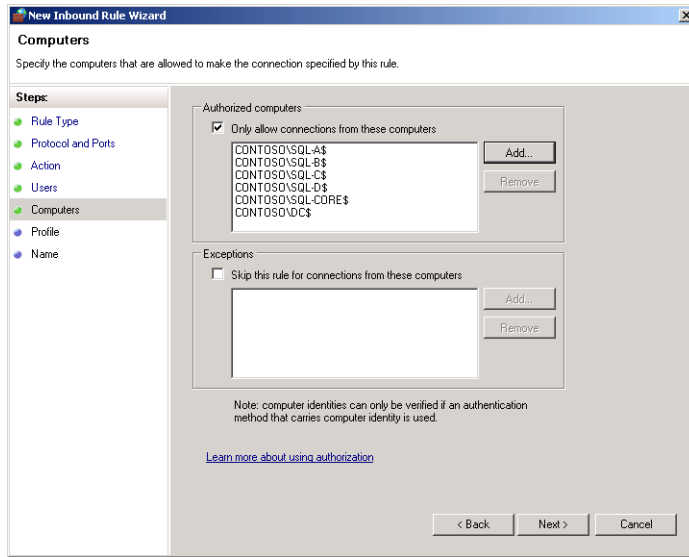 New Inbound Rule Wizard
Computers
Specify the computers that are allowed to make the connection specified by this rule.
Steps:
Rule Type
Protocol and Ports
Action
Users
Computers
Profile
Name
Authorized computers
Only allow connections from these computers
CONTOSO\SQL-A$
CONTOSO\SQL-B$
CONTOSO\SQL-C$
CONTOSO\SQL-D$
CONTOSO\SQL-CORE$
CONTOSO\DC$
Add...
Remove
Exceptions
Skip this rule for connections from these computers
Add...
Remove
Note: computer identities can only be verified if an authentication
method that carries computer identity is used.
Learn more about using authorization
< Back
Next >
Cancel